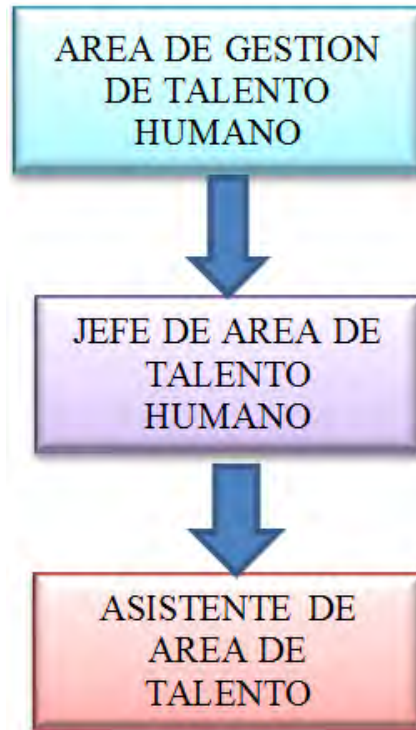 AREA DE GESTION
DE TALENTO
HUMANO
JEFE DE AREA DE
TALENTO
HUMANO
ASISTENTE DE
AREA DE
TALENTO